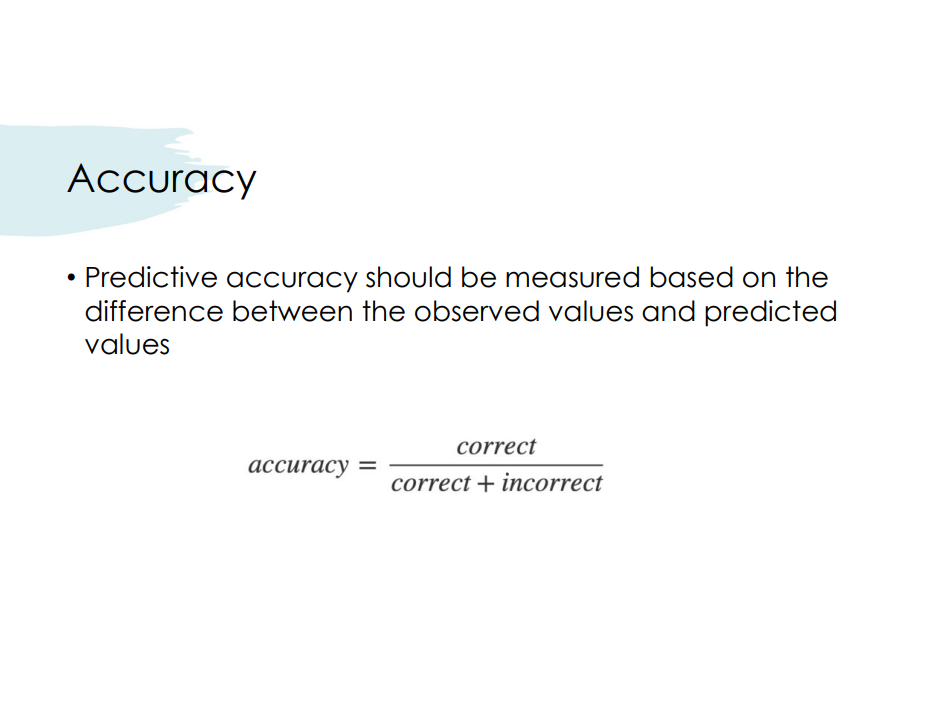 Accuracy
• Predictive accuracy should be measured based on the
difference between the observed values and predicted
values
accuracy = correct / correct + incorrect